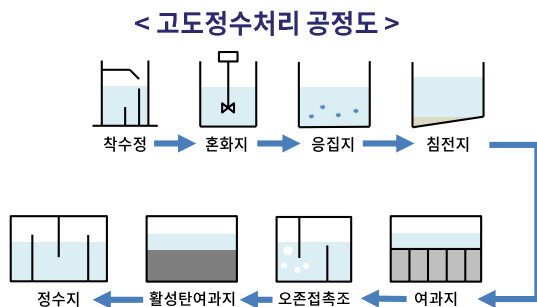 < 고도정수처리 공정도 >
착수정
혼화지
응집지
침전지
정수지
활성탄여과지
오존접촉조
여과지